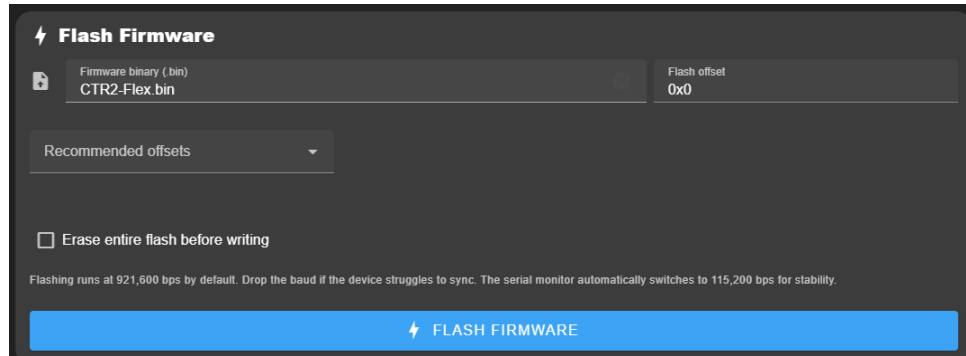 Flash Firmware
Firmware binary (.bin)
CTR2-Flex.bin
Flash offset
0x0
Recommended offsets
Erase entire flash before writing
Flashing runs at 921,600 bps by default. Drop the baud if the device struggles to sync. The serial monitor automatically switches to 115,200 bps for stability.
FLASH FIRMWARE